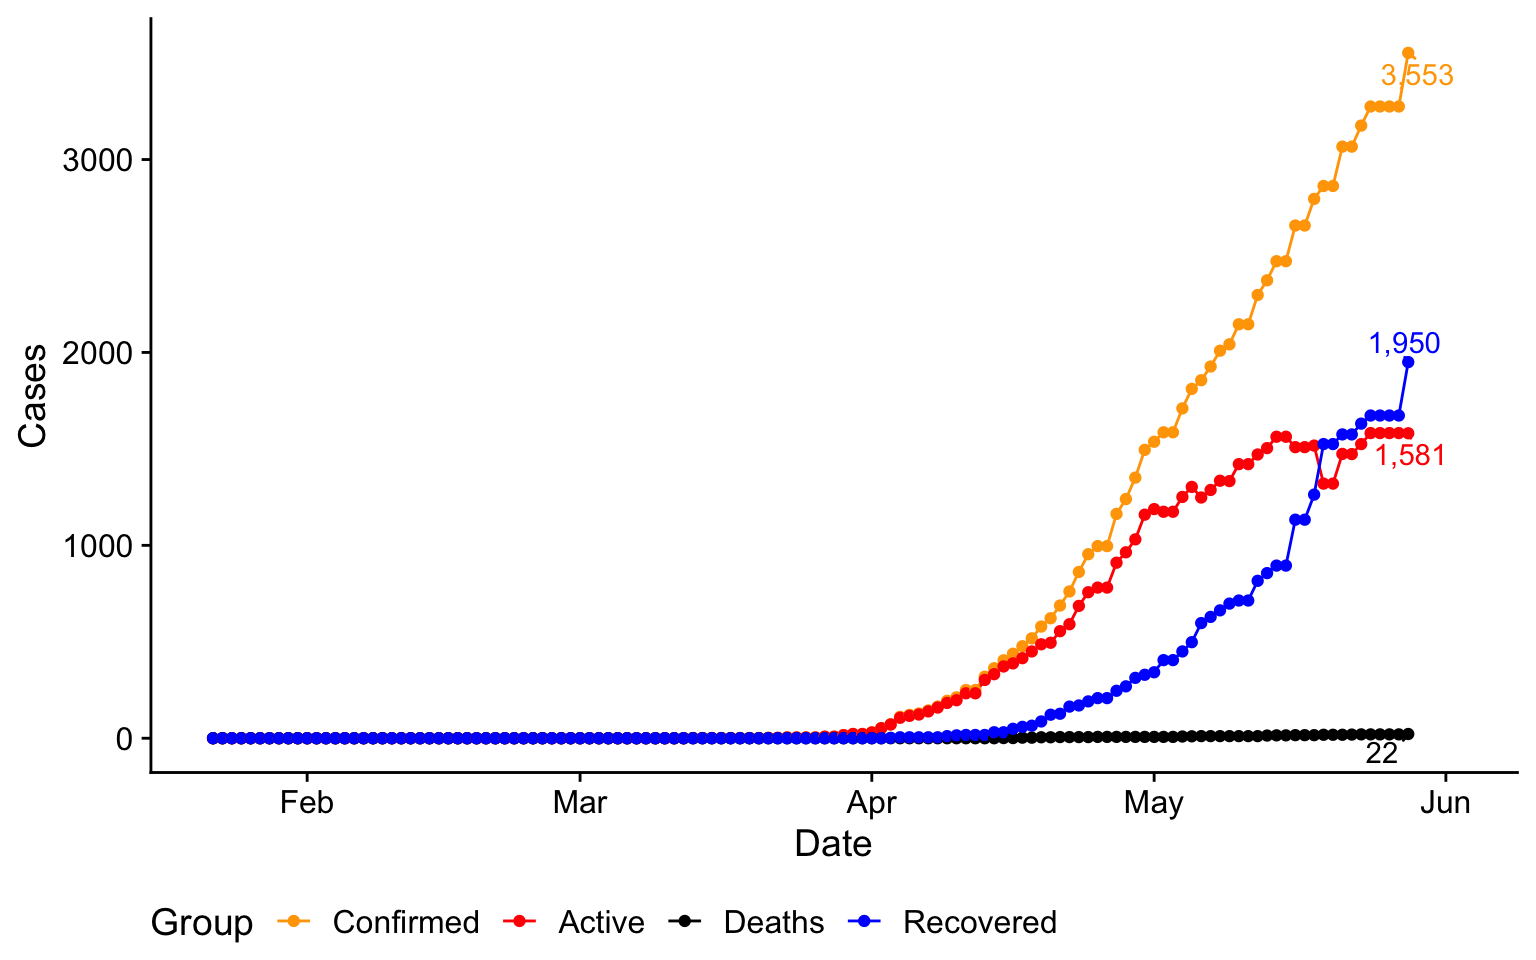 3,553
3000
1,950
2000
Cases
1,581
1000
0
22
Feb Mar Apr May Jun
Date
Group Confirmed Active Deaths Recovered